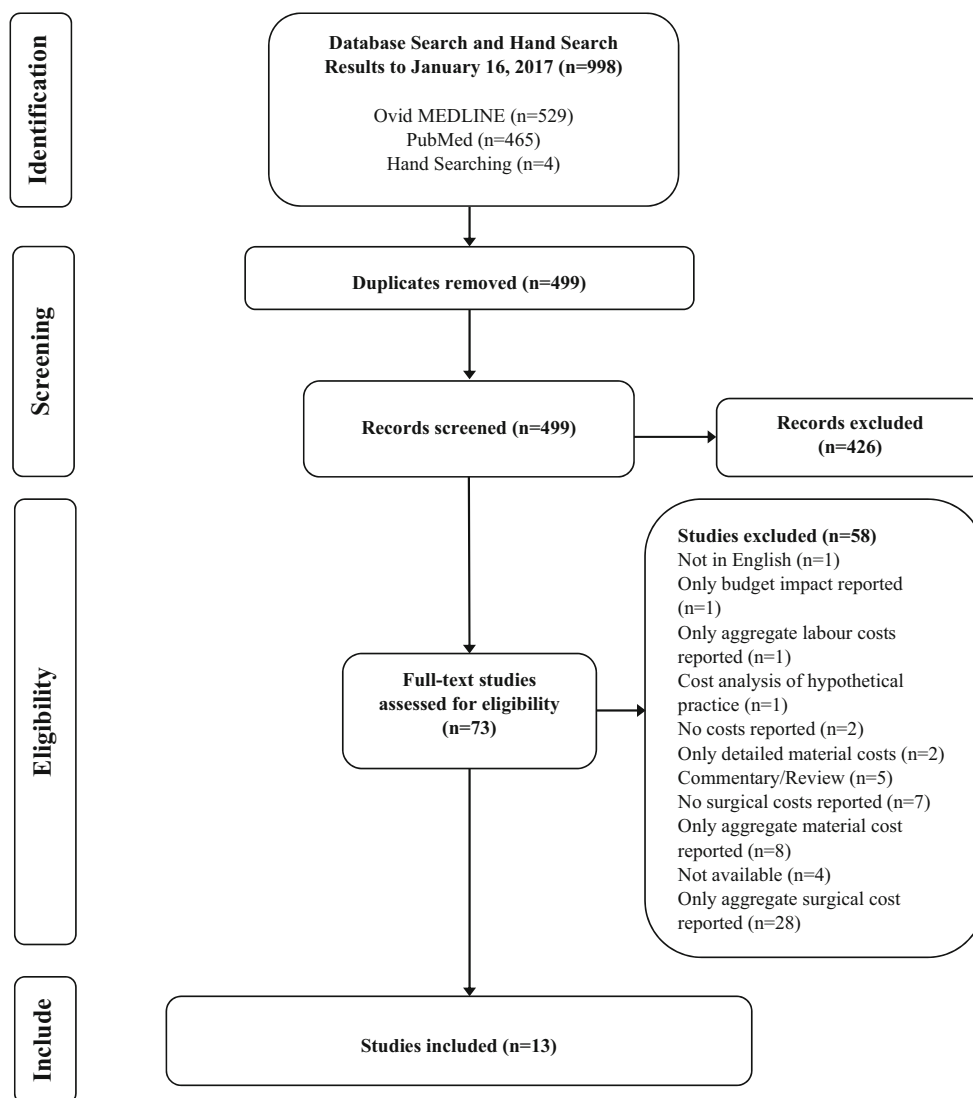 Identification
Database Search and Hand Search
Results to January 16, 2017 (n=998)
Ovid MEDLINE (n=529)
PubMed (n=465)
Hand Searching (n=4)
Screening
Duplicates removed (n=499)
Records screened (n=499)
Records excluded
(n=426)
Eligibility
Full-text studies
assessed for eligibility
(n=73)
Studies excluded (n=58)
Not in English (n=1)
Only budget impact reported
(n=1)
Only aggregate labour costs
reported (n=1)
Cost analysis of hypothetical
practice (n=1)
No costs reported (n=2)
Only detailed material costs (n=2)
Commentary/Review (n=5)
No surgical costs reported (n=7)
Only aggregate material cost
reported (n=8)
Not available (n=4)
Only aggregate surgical cost
reported (n=28)
Include
Studies included (n=13)